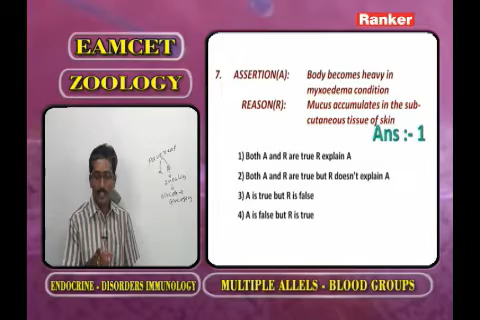 Ranker
EAMCET
ZOOLOGY
7. ASSERTION(A): Body becomes heavy in
myxoedema condition
REASON(R): Mucus accumulates in the sub-
cutaneous tissue of skin
Ans :- 1
1) Both A and R are true R explain A
2) Both A and R are true but R doesn't explain A
3) A is true but R is false
4) A is false but R is true
ENDOCRINE - DISORDERS IMMUNOLOGY
MULTIPLE ALLELS - BLOOD GROUPS